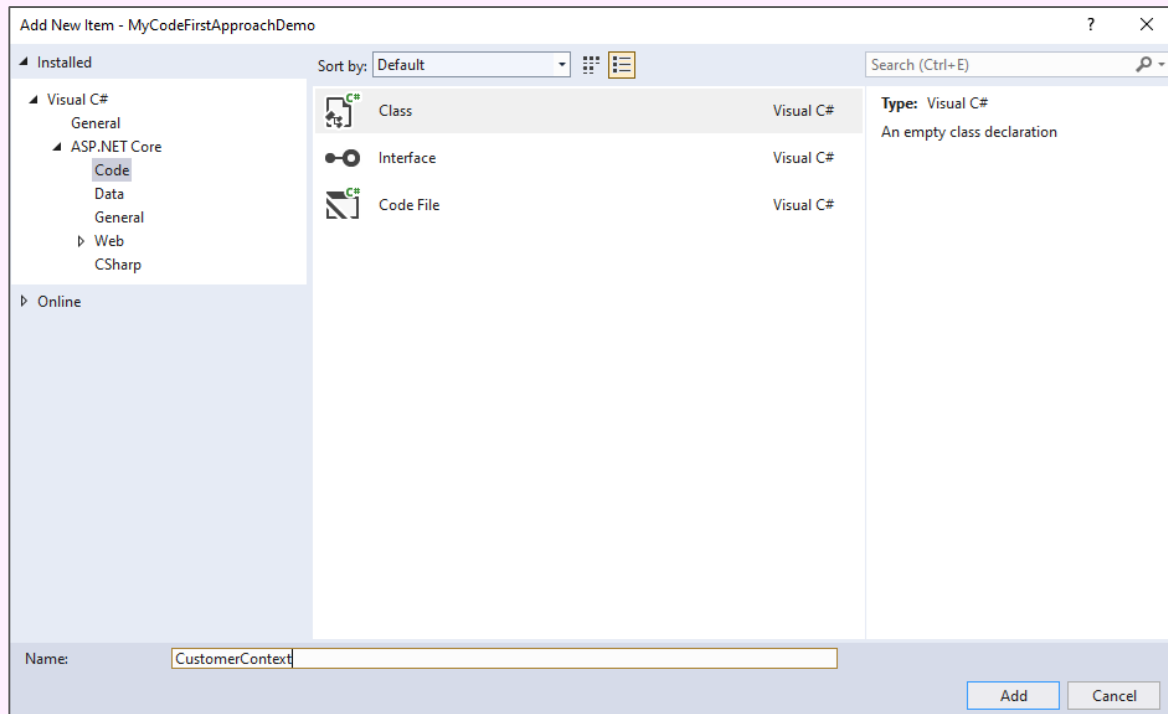 Add New Item - MyCodeFirstApproachDemo
?
Installed
Sort by: Default
Search (Ctrl+E)
Visual C#
General
ASP.NET Core
Code
Data
General
Web
CSharp
Online
C#
Class
Visual C#
Interface
Visual C#
C#
Code File
Visual C#
Type: Visual C#
An empty class declaration
Name:
CustomerContext
Add
Cancel